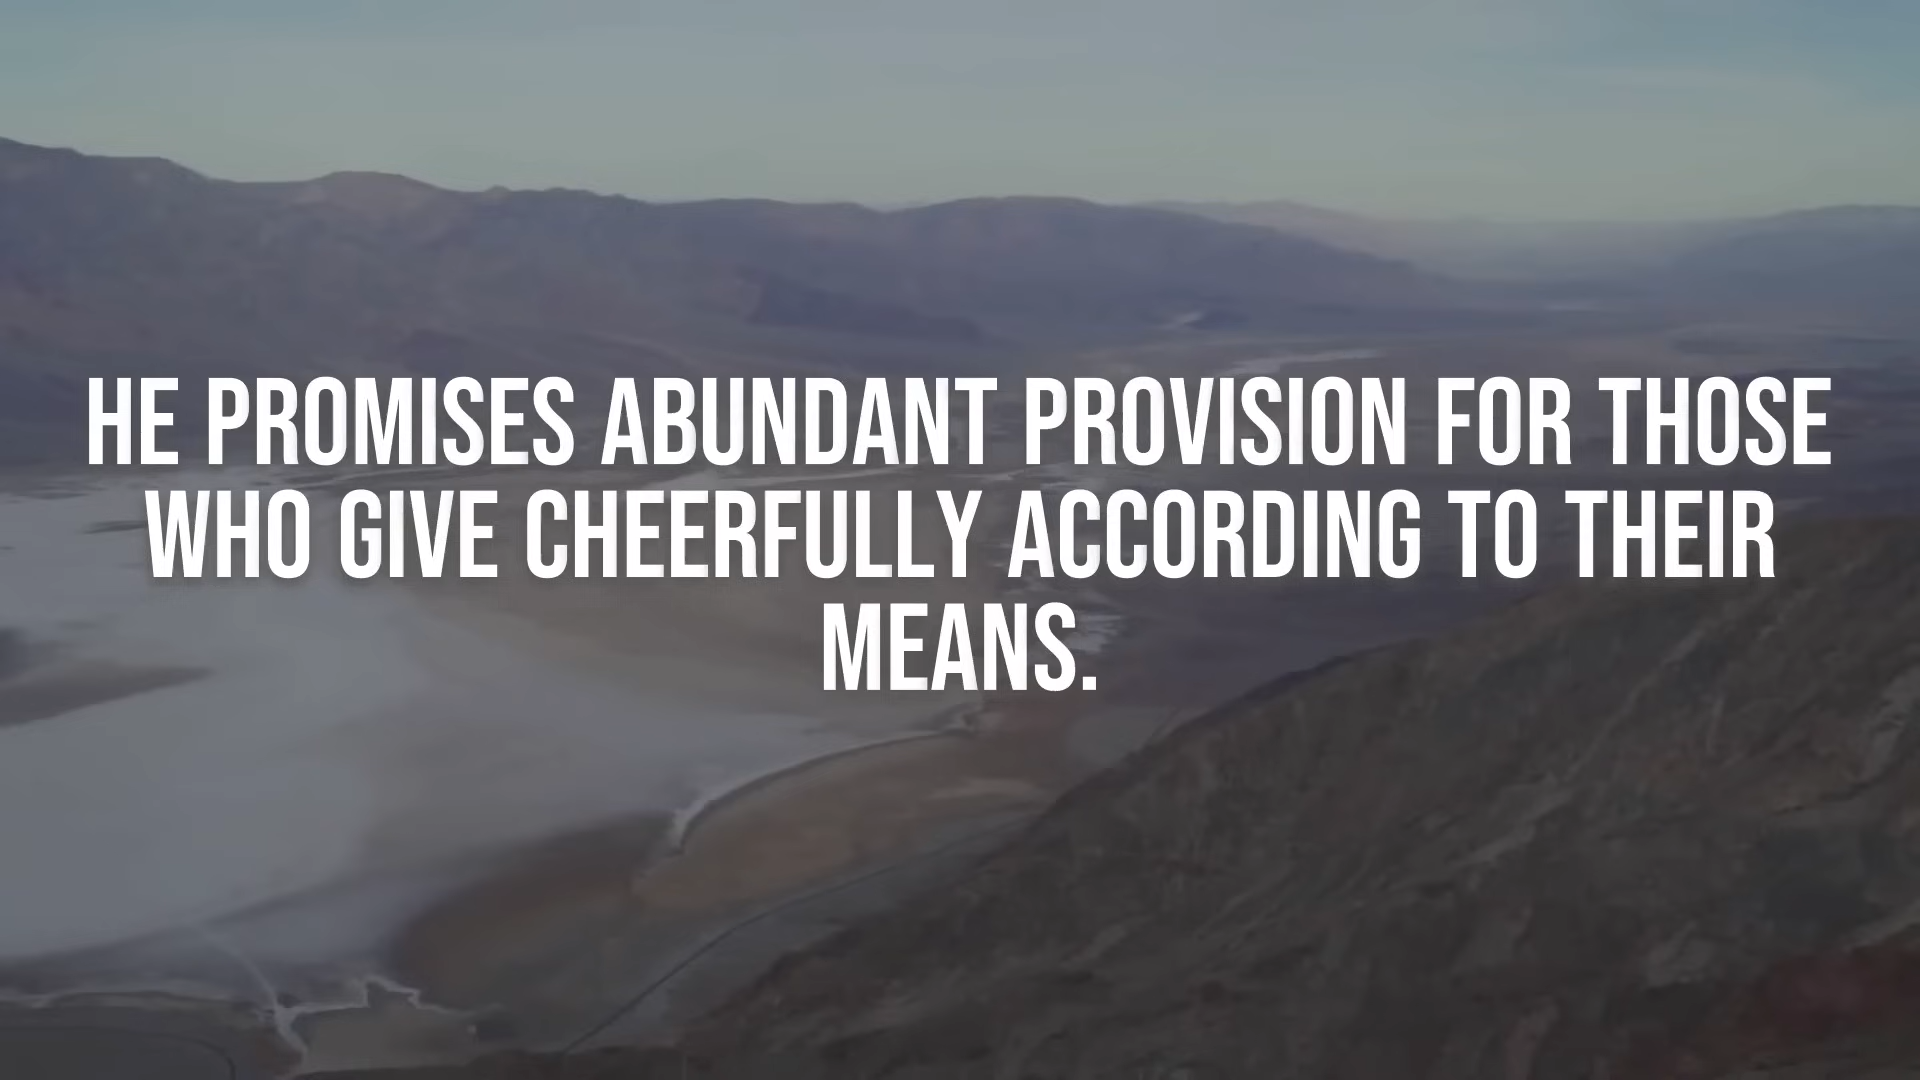 HE PROMISES ABUNDANT PROVISION FOR THOSE
WHO GIVE CHEERFULLY ACCORDING TO THEIR
MEANS.